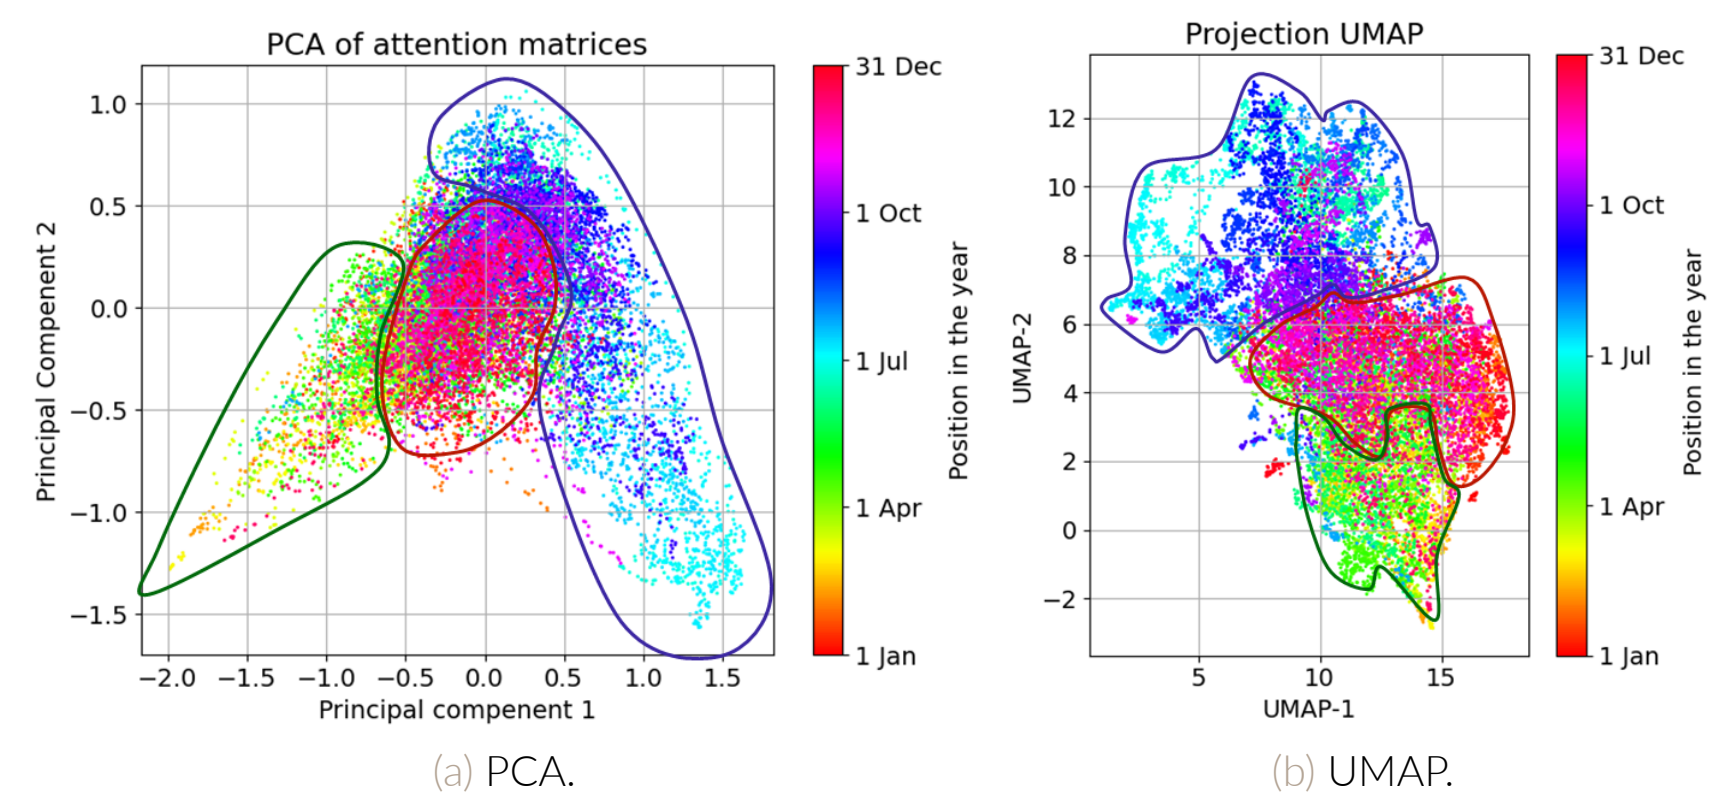 PCA of attention matrices
Principal Compenent 2
1.0
0.5
0.0
−0.5
−1.0
−1.5
−2.0 −1.5 −1.0 −0.5 0.0 0.5 1.0 1.5
Principal compenent 1
31 Dec
1 Oct
1 Jul
1 Apr
1 Jan
Position in the year
(a) PCA.
Projection UMAP
UMAP-2
12
10
8
6
4
2
0
−2
5 10 15
UMAP-1
31 Dec
1 Oct
1 Jul
1 Apr
1 Jan
Position in the year
(b) UMAP.